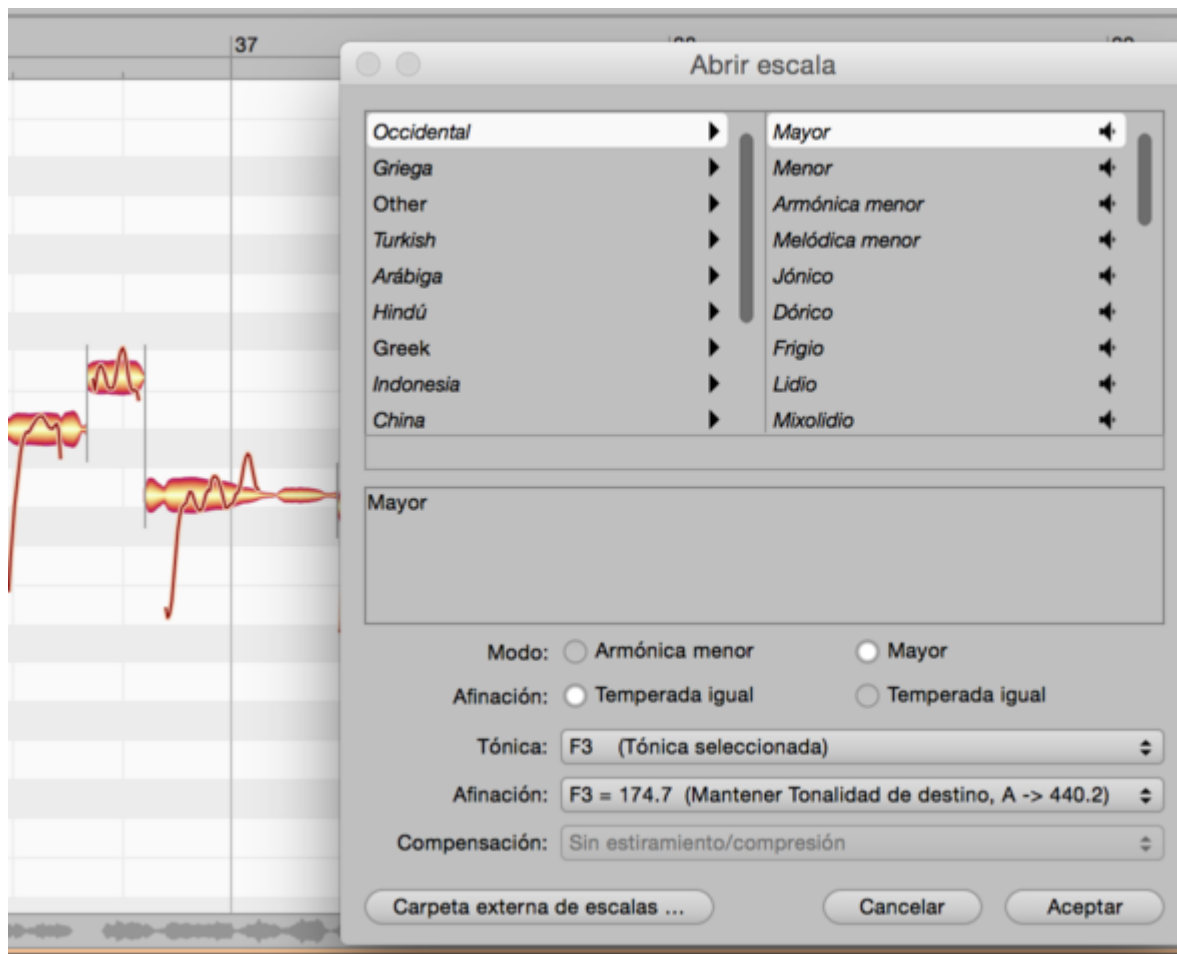 37
Abrir escala
Occidental
Mayor
Griega
Menor
Other
Armónica menor
Turkish
Melódica menor
Arábiga
Jónico
Hindú
Dórico
Greek
Frigio
Indonesia
Lidio
China
Mixolidio
Mayor
Modo: Armónica menor Mayor
Afinación: Temperada igual Temperada igual
Tónica: F3 (Tónica seleccionada)
Afinación: F3 = 174.7 (Mantener Tonalidad de destino, A -> 440.2)
Compensación: Sin estiramiento/compresión
Carpeta externa de escalas ... Cancelar Aceptar